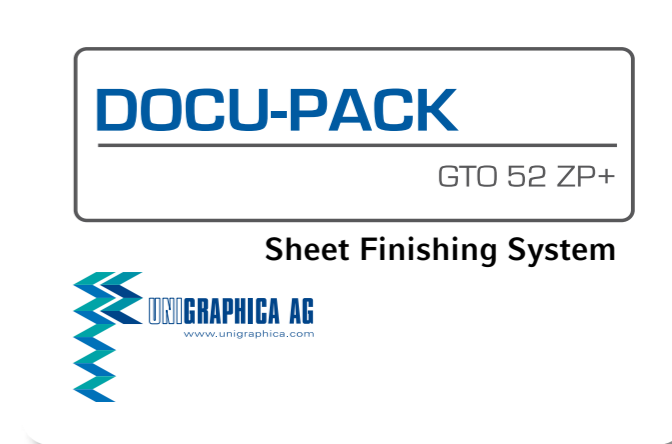 DOCU-PACK
GTO 52 ZP+
Sheet Finishing System
UNIGRAPHICA AG
www.unigraphica.com